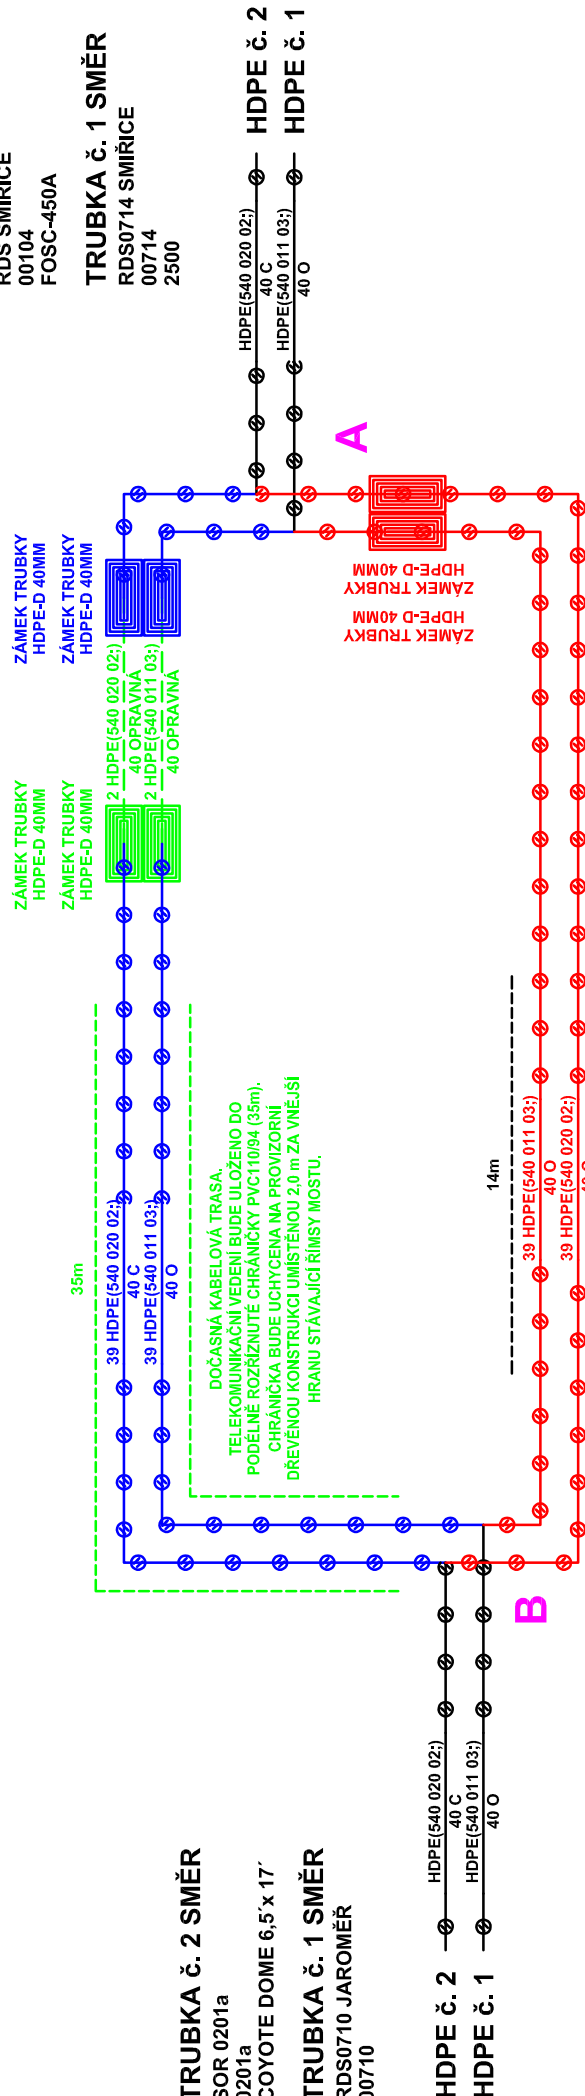 RDS SMIŘICE
00104
FOSC-450A
TRUBKA č. 1 SMĚR
RDS0714 SMIŘICE
00714
2500
HDPE č. 2
HDPE č. 1
HDPE(540 020 02;)
40 C
HDPE(540 011 03;)
40 O
A
ZÁMEK TRUBKY
HDPE-D 40MM
ZÁMEK TRUBKY
HDPE-D 40MM
ZÁMEK TRUBKY
HDPE-D 40MM
ZÁMEK TRUBKY
HDPE-D 40MM
2 HDPE(540 020 02;)
40 OPRAVNÁ
2 HDPE(540 011 03;)
40 OPRAVNÁ
ZÁMEK TRUBKY
HDPE-D 40MM
ZÁMEK TRUBKY
HDPE-D 40MM
35m
39 HDPE(540 020 02;)
40 C
39 HDPE(540 011 03;)
40 O
DOČASNÁ KABELOVÁ TRASA.
TELEKOMUNIKAČNÍ VEDENÍ BUDE ULOŽENO DO
PODÉLNĚ ROZŘÍZNUTÉ CHRÁNIČKY PVC110/94 (35m).
CHRÁNIČKA BUDE UCHYCENA NA PROVIZORNÍ
DŘEVĚNOU KONSTRUKCI UMÍSTĚNOU 2,0 m ZA VNĚJŠÍ
HRANU STÁVAJÍCÍ ŘÍMSY MOSTU.
14m
39 HDPE(540 011 03;)
40 O
39 HDPE(540 020 02;)
B
HDPE(540 020 02;)
40 C
HDPE(540 011 03;)
40 O
TRUBKA č. 2 SMĚR
SOR 0201a
0201a
COYOTE DOME 6,5´x 17´
TRUBKA č. 1 SMĚR
RDS0710 JAROMĚŘ
00710
HDPE č. 2
HDPE č. 1